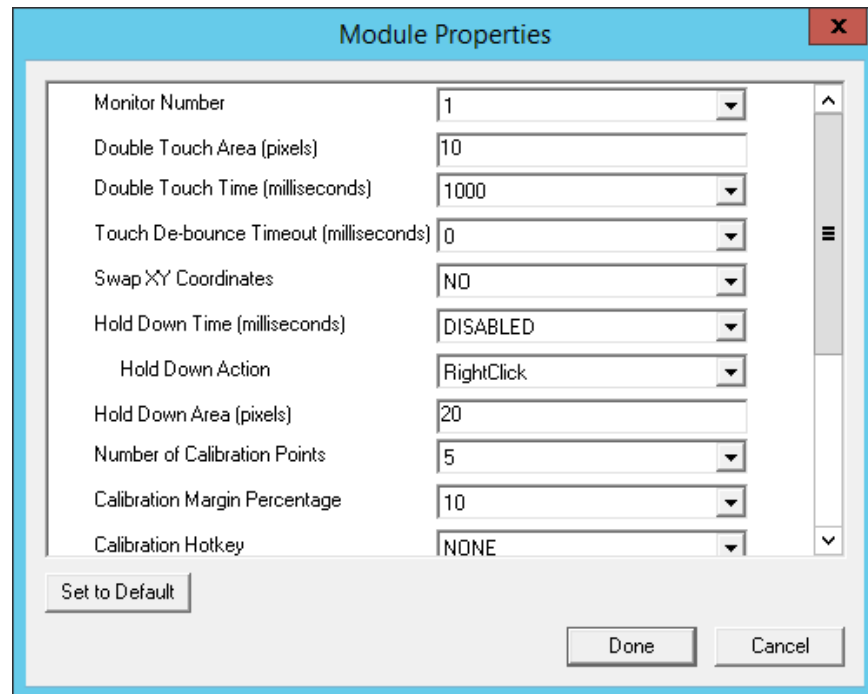 Module Properties
x
Monitor Number 1
Double Touch Area (pixels) 10
Double Touch Time (milliseconds) 1000
Touch De-bounce Timeout (milliseconds) 0
Swap XY Coordinates NO
Hold Down Time (milliseconds) DISABLED
Hold Down Action RightClick
Hold Down Area (pixels) 20
Number of Calibration Points 5
Calibration Margin Percentage 10
Calibration Hotkey NONE
Set to Default
Done Cancel